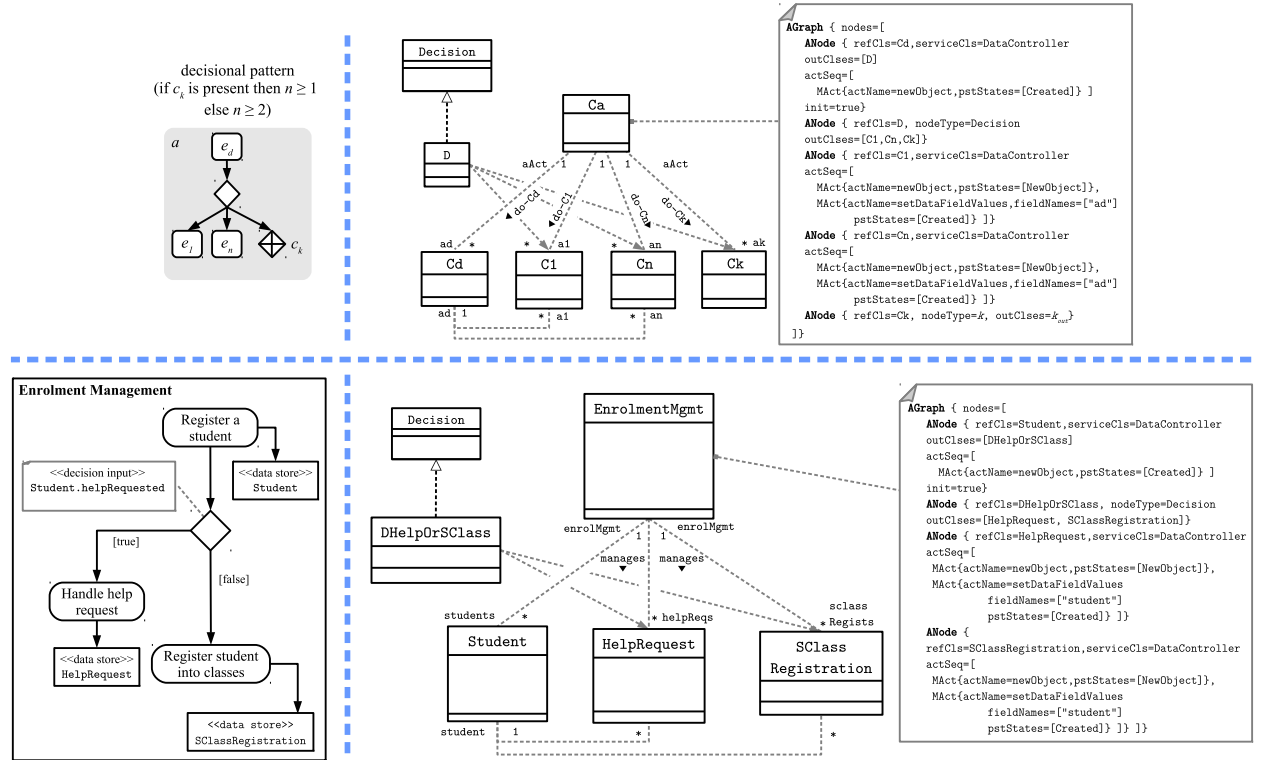 decisional pattern
(if ck is present then n ≥ 1
else n ≥ 2)
a
ed
e1
en
ck
Decision
D
Ca
aAct
1
1
1
1
aAct
do-Cd
do-C1
do-Cn
do-Ck
ad
*
*
a1
*
an
*
ak
Cd
C1
Cn
Ck
ad
1
*
a1
*
an
AGraph { nodes=[
ANode { refCls=Cd,serviceCls=DataController
outClses=[D]
actSeq=[
MAct{actName=newObject,pstStates=[Created]} ]
init=true}
ANode { refCls=D, nodeType=Decision
outClses=[C1,Cn,Ck]}
ANode { refCls=C1,serviceCls=DataController
actSeq=[
MAct{actName=newObject,pstStates=[NewObject]},
MAct{actName=setDataFieldValues,fieldNames=["ad"]
pstStates=[Created]} ]}
ANode { refCls=Cn,serviceCls=DataController
actSeq=[
MAct{actName=newObject,pstStates=[NewObject]},
MAct{actName=setDataFieldValues,fieldNames=["ad"]
pstStates=[Created]} ]}
ANode { refCls=Ck, nodeType=k, outClses=kout}
]}
Enrolment Management
Register a
student
<<decision input>>
Student.helpRequested
<<data store>>
Student
[true]
[false]
Handle help
request
<<data store>>
HelpRequest
Register student
into classes
<<data store>>
SClassRegistration
Decision
DHelpOrSClass
EnrolmentMgmt
enrolMgmt
enrolMgmt
1
1
manages
manages
students
*
* helpReqs
sclass
* Regists
Student
HelpRequest
SClass
Registration
student
1
*
*
AGraph { nodes=[
ANode { refCls=Student,serviceCls=DataController
outClses=[DHelpOrSClass]
actSeq=[
MAct{actName=newObject,pstStates=[Created]} ]
init=true}
ANode { refCls=DHelpOrSClass, nodeType=Decision
outClses=[HelpRequest, SClassRegistration]}
ANode { refCls=HelpRequest,serviceCls=DataController
actSeq=[
MAct{actName=newObject,pstStates=[NewObject]},
MAct{actName=setDataFieldValues
fieldNames=["student"]
pstStates=[Created]} ]}
ANode {
refCls=SClassRegistration,serviceCls=DataController
actSeq=[
MAct{actName=newObject,pstStates=[NewObject]},
MAct{actName=setDataFieldValues
fieldNames=["student"]
pstStates=[Created]} ]} ]}